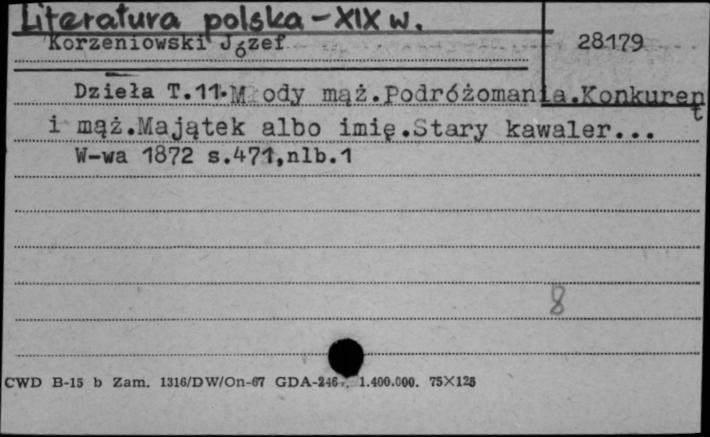 Literatura polska - XIX w.
Korzeniowski Józef 28179
Dzieła T.11.Młody mąż.Podróżomania.Konkurent
i mąż.Majątek albo imię.Stary kawaler...
W-wa 1872 s.471,nlb.1
8
CWD B-15 b Zam. 1316/DW/On-67 GDA-246 1.400.000. 75X125